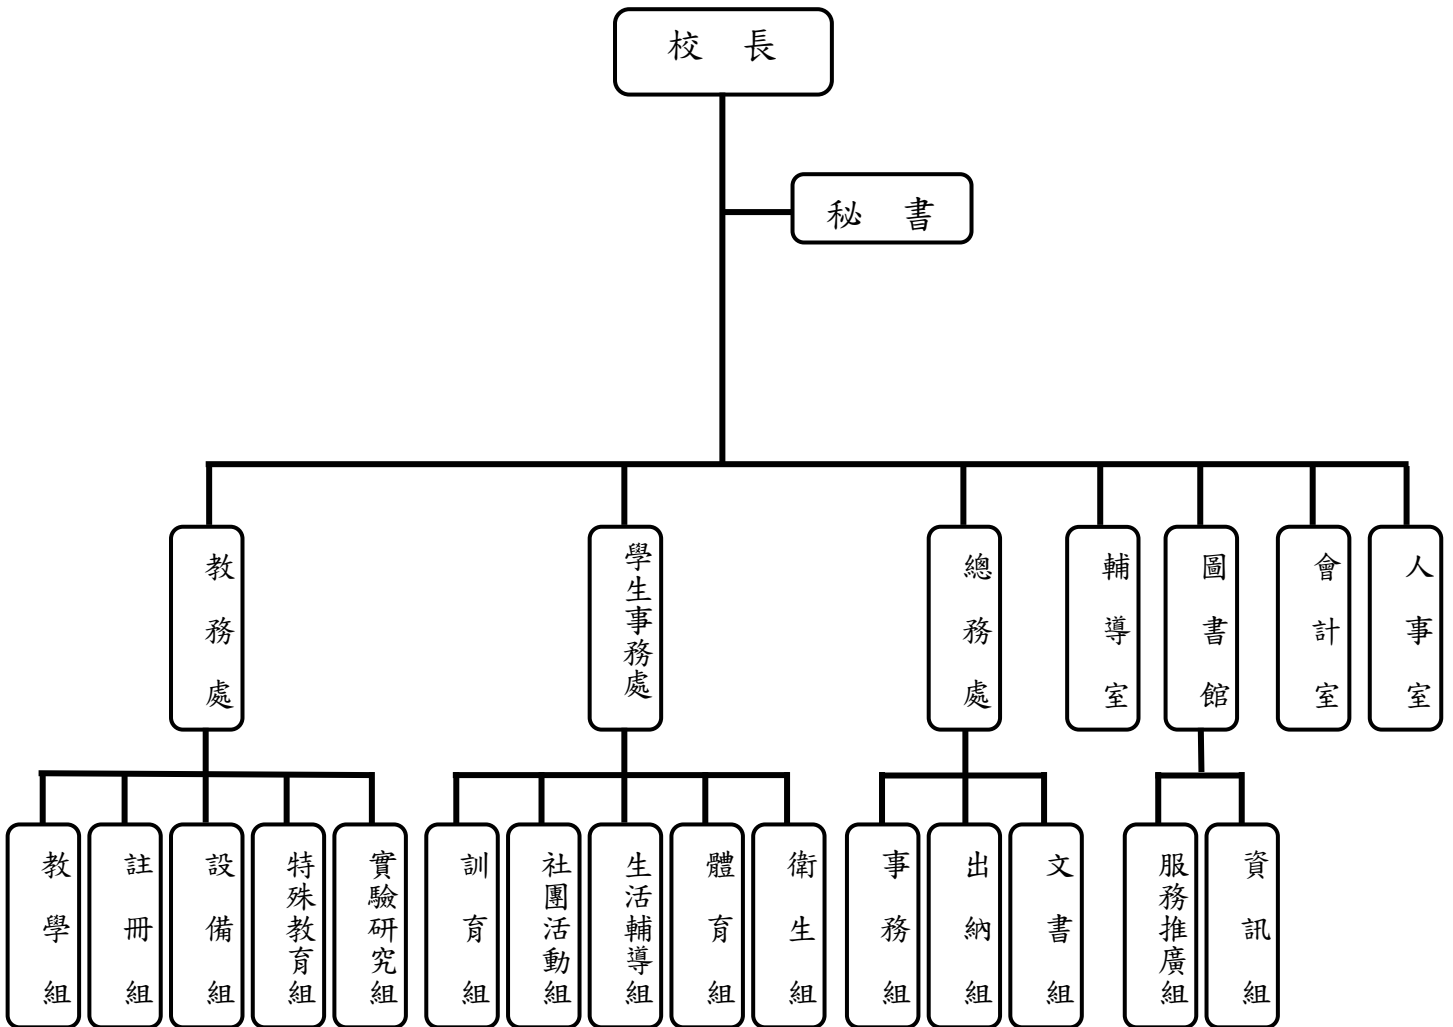 校 長
秘 書
教務處
學生事務處
總務處
輔導室
圖書館
會計室
人事室
教學組
註冊組
設備組
特殊教育組
實驗研究組
訓育組
社團活動組
生活輔導組
體育組
衛生組
事務組
出納組
文書組
服務推廣組
資訊組